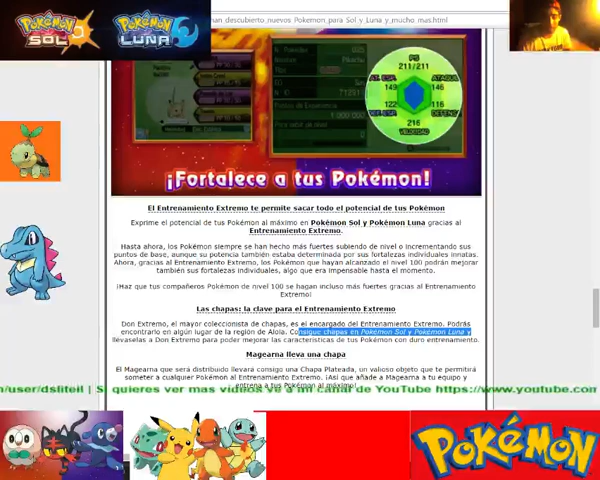 POKÉMON SOL
POKÉMON LUNA
han_descubierto_nuevos_Pokemon_para_Sol_y_Luna_y_mucho_mas.html
Pikachu
PS
211/211
AT. ESP.
149
ATAQUE
146
122
116
DEFENSA
216
VELOCIDAD
¡Fortalece a tus Pokémon!
El Entrenamiento Extremo te permite sacar todo el potencial de tus Pokémon
Exprime el potencial de tus Pokémon al máximo en Pokémon Sol y Pokémon Luna gracias al
Entrenamiento Extremo.
Hasta ahora, los Pokémon siempre se han hecho más fuertes subiendo de nivel o incrementando sus
puntos de base, aunque su potencia también estaba determinada por sus fortalezas individuales innatas.
Ahora, gracias al Entrenamiento Extremo, los Pokémon que hayan alcanzado el nivel 100 podrán mejorar
también sus fortalezas individuales, algo que era impensable hasta el momento.
¡Haz que tus compañeros Pokémon de nivel 100 se hagan incluso más fuertes gracias al Entrenamiento
Extremo!
Las chapas: la clave para el Entrenamiento Extremo
Don Extremo, el mayor coleccionista de chapas, es el encargado del Entrenamiento Extremo. Podrás
encontrarlo en algún lugar de la región de Alola. Consigue chapas en Pokémon Sol y Pokémon Luna y
llévaselas a Don Extremo para poder mejorar las características de tus Pokémon con duro entrenamiento.
Magearna lleva una chapa
El Magearna que será distribuido llevará consigo una Chapa Plateada, un valioso objeto que te permitirá
someter a cualquier Pokémon al Entrenamiento Extremo. ¡Así que añade a Magearna a tu equipo y
entrena a tus Pokémon al máximo!
m/user/dsliteil | Si quieres ver mas videos ve a mi canal de YouTube https://www.youtube.com
POKÉMON